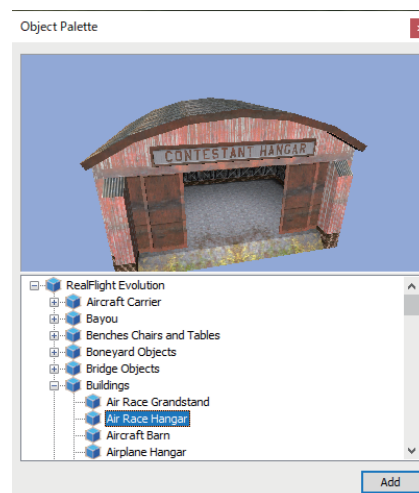 Object Palette
CONTESTANT HANGAR
RealFlight Evolution
Aircraft Carrier
Bayou
Benches Chairs and Tables
Boneyard Objects
Bridge Objects
Buildings
Air Race Grandstand
Air Race Hangar
Aircraft Barn
Airplane Hangar
Add